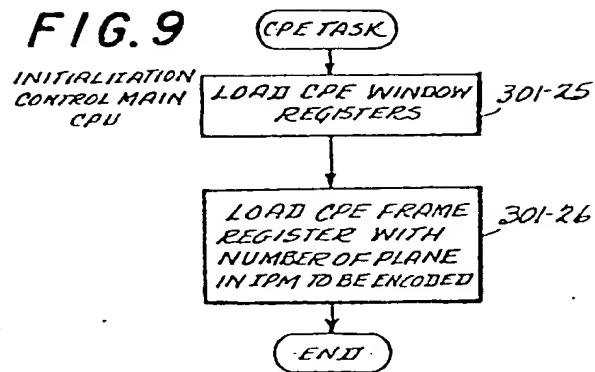 FIG. 9
INITIALIZATION
CONTROL MAIN
CPU
CPE TASK
LOAD CPE WINDOW
REGISTERS
301-25
LOAD CPE FRAME
REGISTER WITH
NUMBER OF PLANE
IN IPM TO BE ENCODED
301-26
END